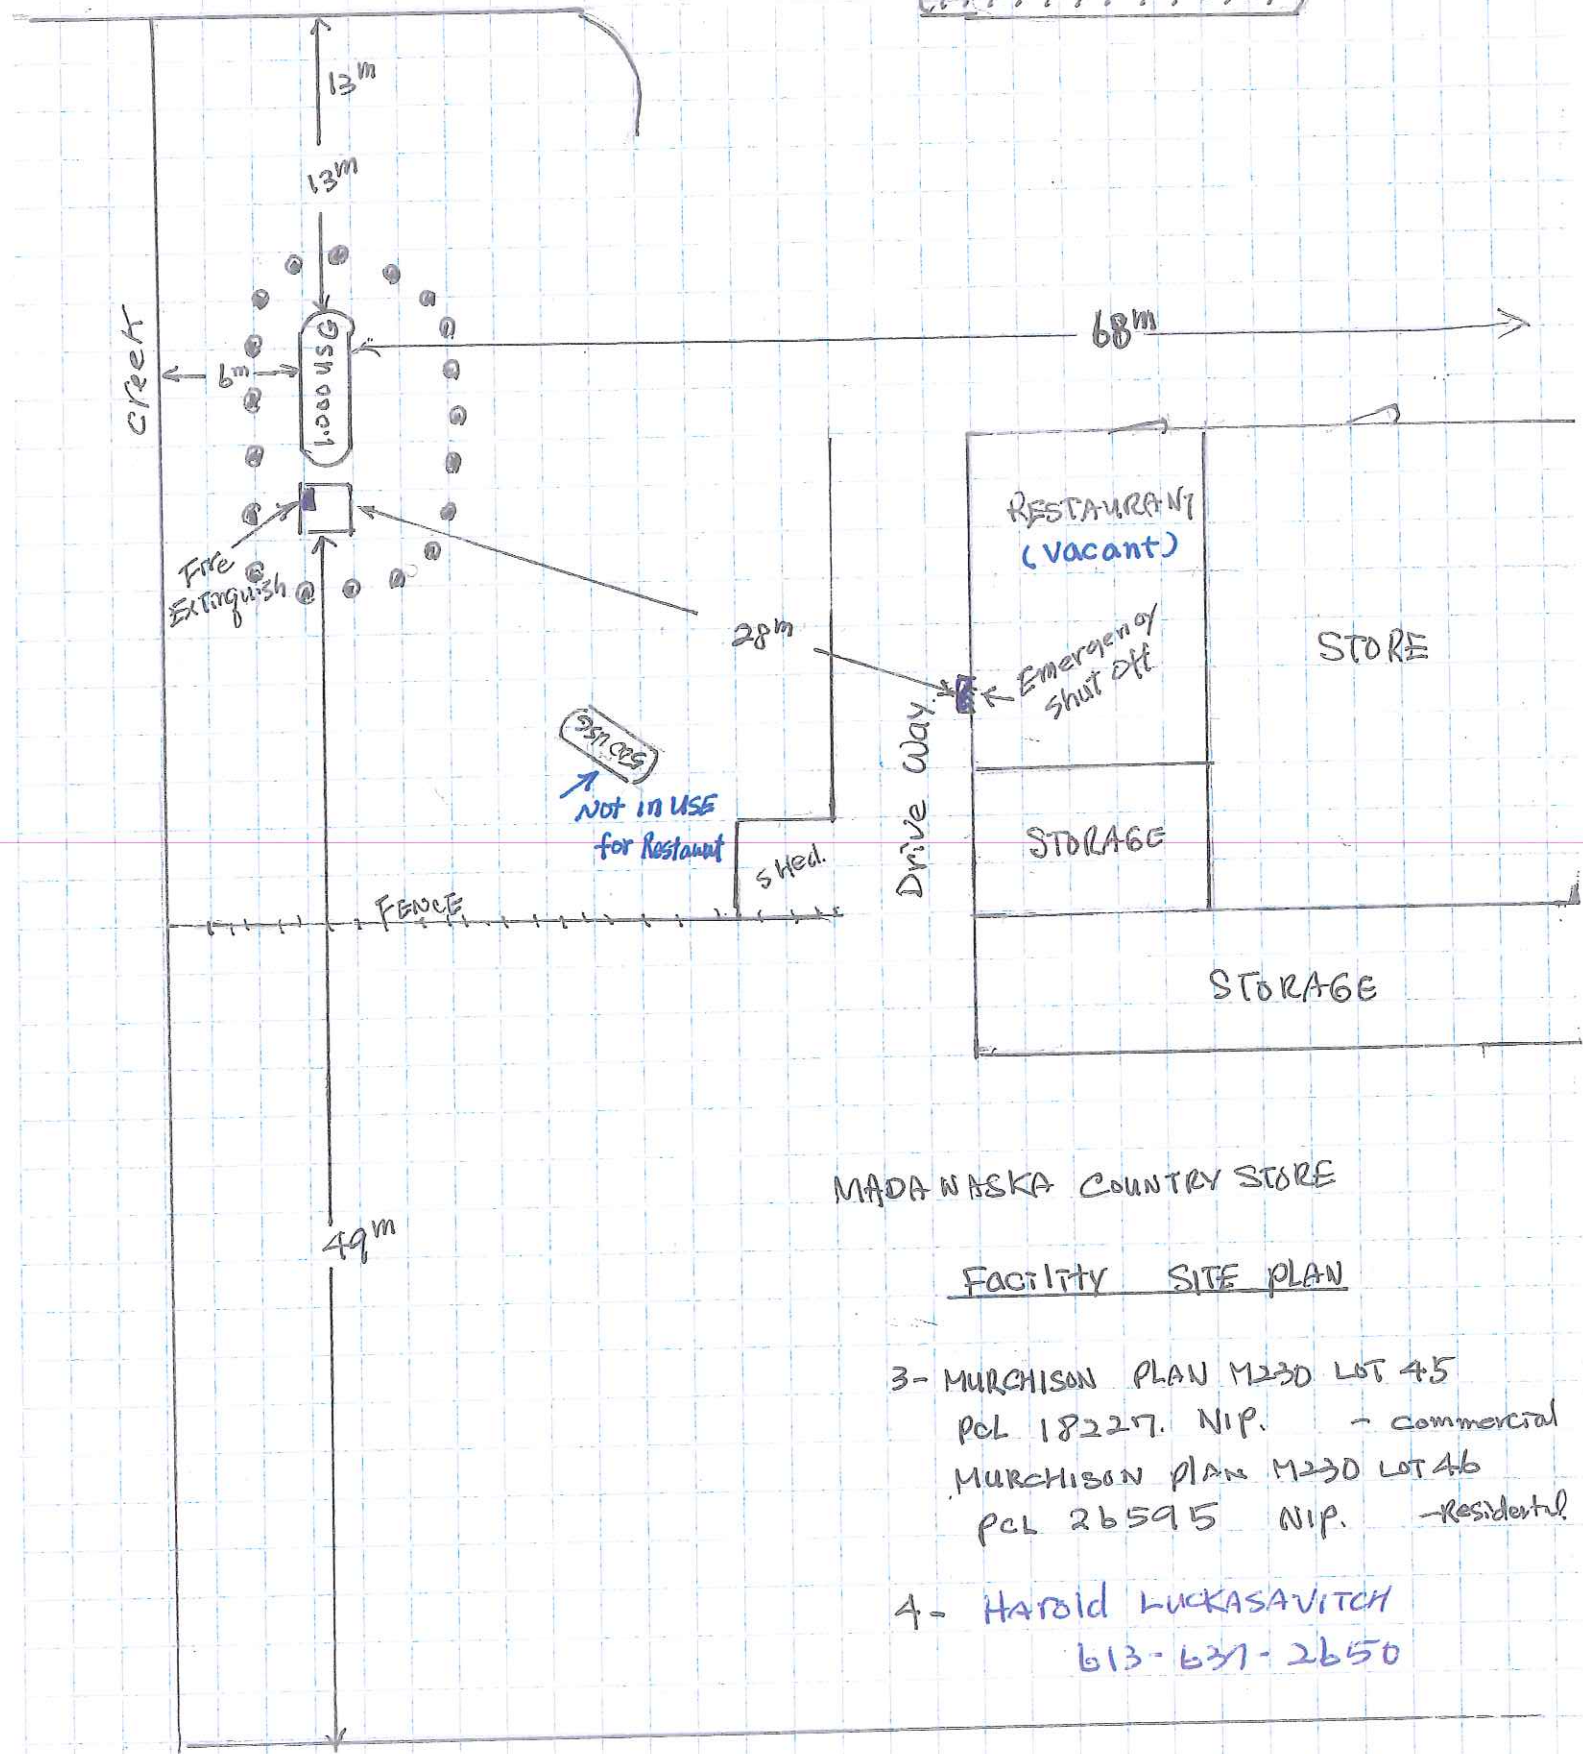 13m
13m
68m
Creek
6m
1.000 USG
RESTAURANT
(Vacant)
Fire
Extinquish
28m
Emergency
shut off
STORE
500 USG
Drive Way.
Not in USE
for Restaunt
STORAGE
SHed.
FENCE
STORAGE
MADAWASKA COUNTRY STORE
49m
Facility SITE PLAN
3- MURCHISON PLAN M230 LOT 45
PCL 18227. NIP. - commercial
MURCHISON PLAN M230 LOT 46
PCL 26595 NIP. -Residental
4- Harold LUCKASAVITCH
613-637-2650